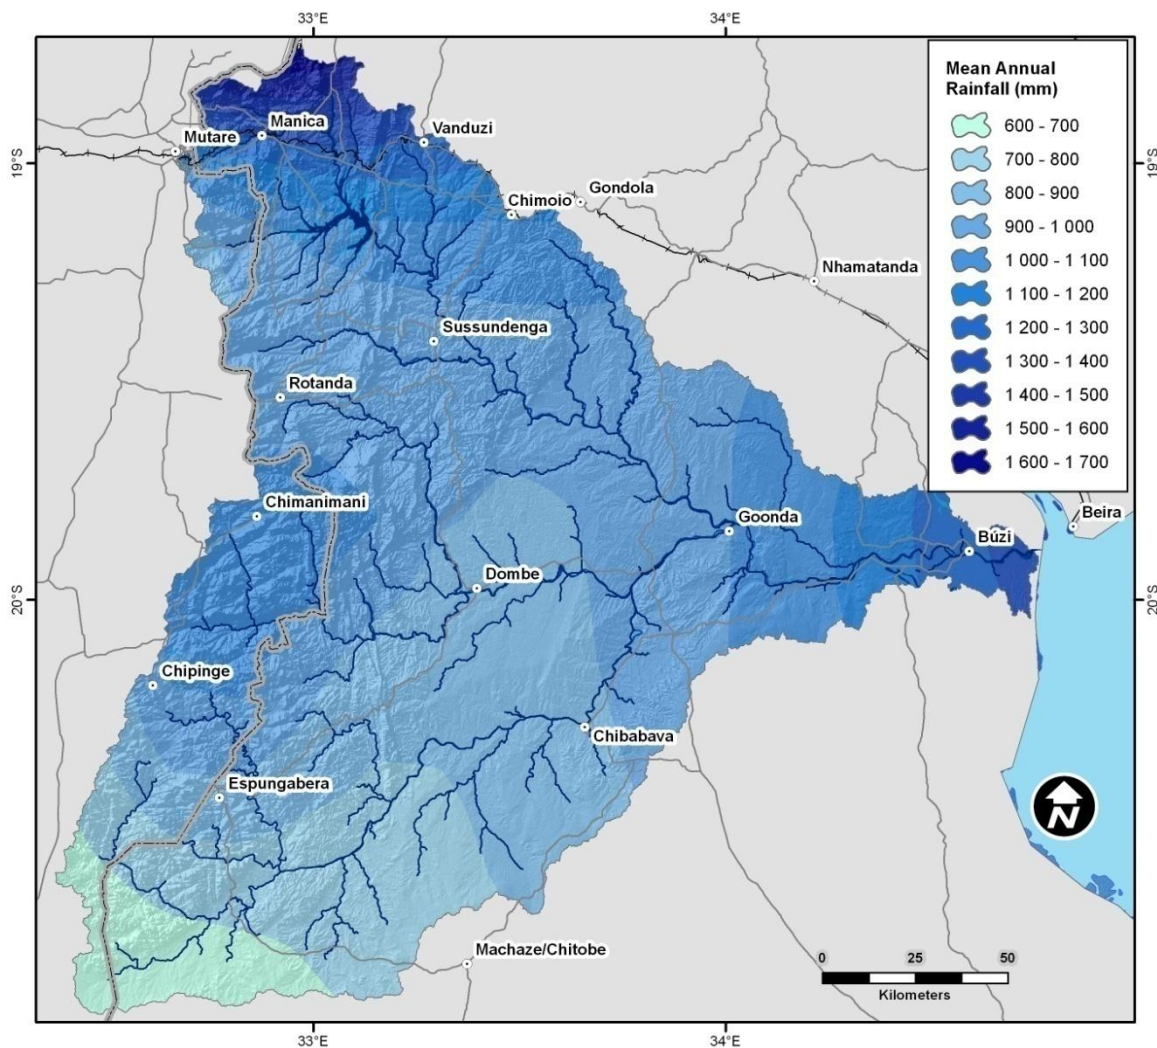 33°E
34°E
Mean Annual
Rainfall (mm)
600 - 700
700 - 800
800 - 900
900 - 1 000
1 000 - 1 100
1 100 - 1 200
1 200 - 1 300
1 300 - 1 400
1 400 - 1 500
1 500 - 1 600
1 600 - 1 700
Manica
Vanduzi
Mutare
19°S
19°S
Gondola
Chimoio
Nhamatanda
Sussundenga
Rotanda
Chimanimani
Goonda
Beira
Búzi
Dombe
20°S
20°S
Chipinge
Chibababava
Espungabera
N
Machaze/Chitobe
0
25
50
Kilometers
33°E
34°E